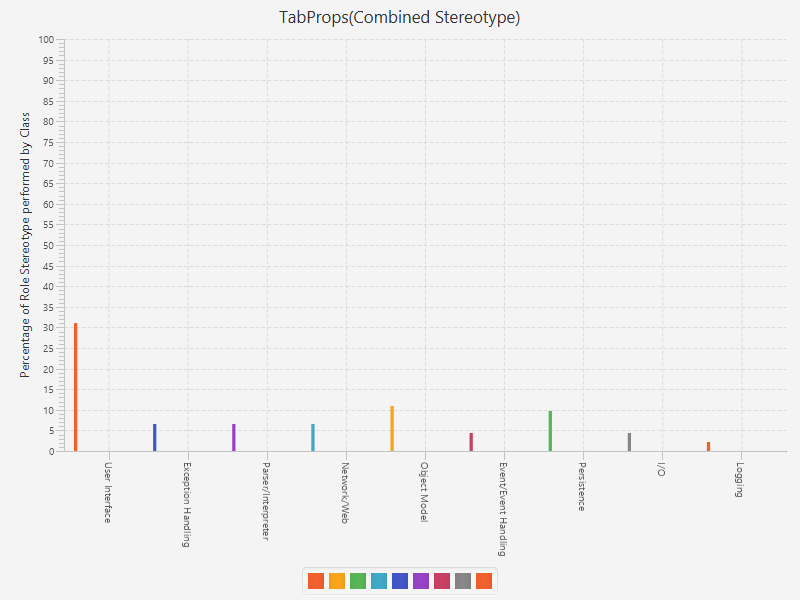 TabProps(Combined Stereotype)
Percentage of Role Stereotype performed by Class
100
95
90
85
80
75
70
65
60
55
50
45
40
35
30
25
20
15
10
5
0
User Interface
Exception Handling
Parser/Interpreter
Network/Web
Object Model
Event/Event Handling
Persistence
I/O
Logging